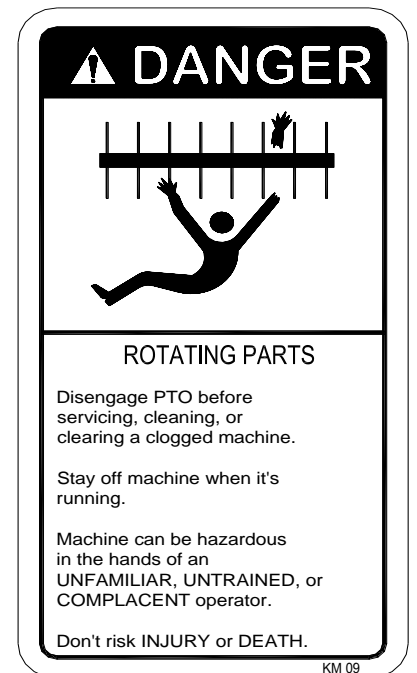 DANGER
ROTATING PARTS
Disengage PTO before
servicing, cleaning, or
clearing a clogged machine.
Stay off machine when it's
running.
Machine can be hazardous
in the hands of an
UNFAMILIAR, UNTRAINED, or
COMPLACENT operator.
Don't risk INJURY or DEATH.
KM 09